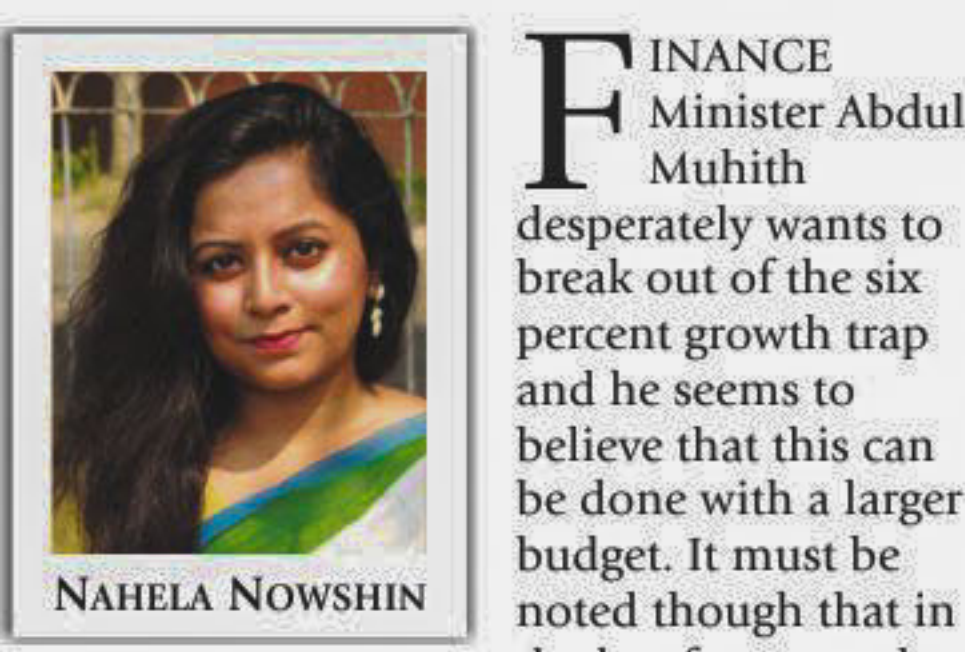 NAHELA NOWSHIN
FINANCE
Minister Abdul
Muhith
desperately wants to
break out of the six
percent growth trap
and he seems to
believe that this can
be done with a larger
budget. It must be
noted though that in